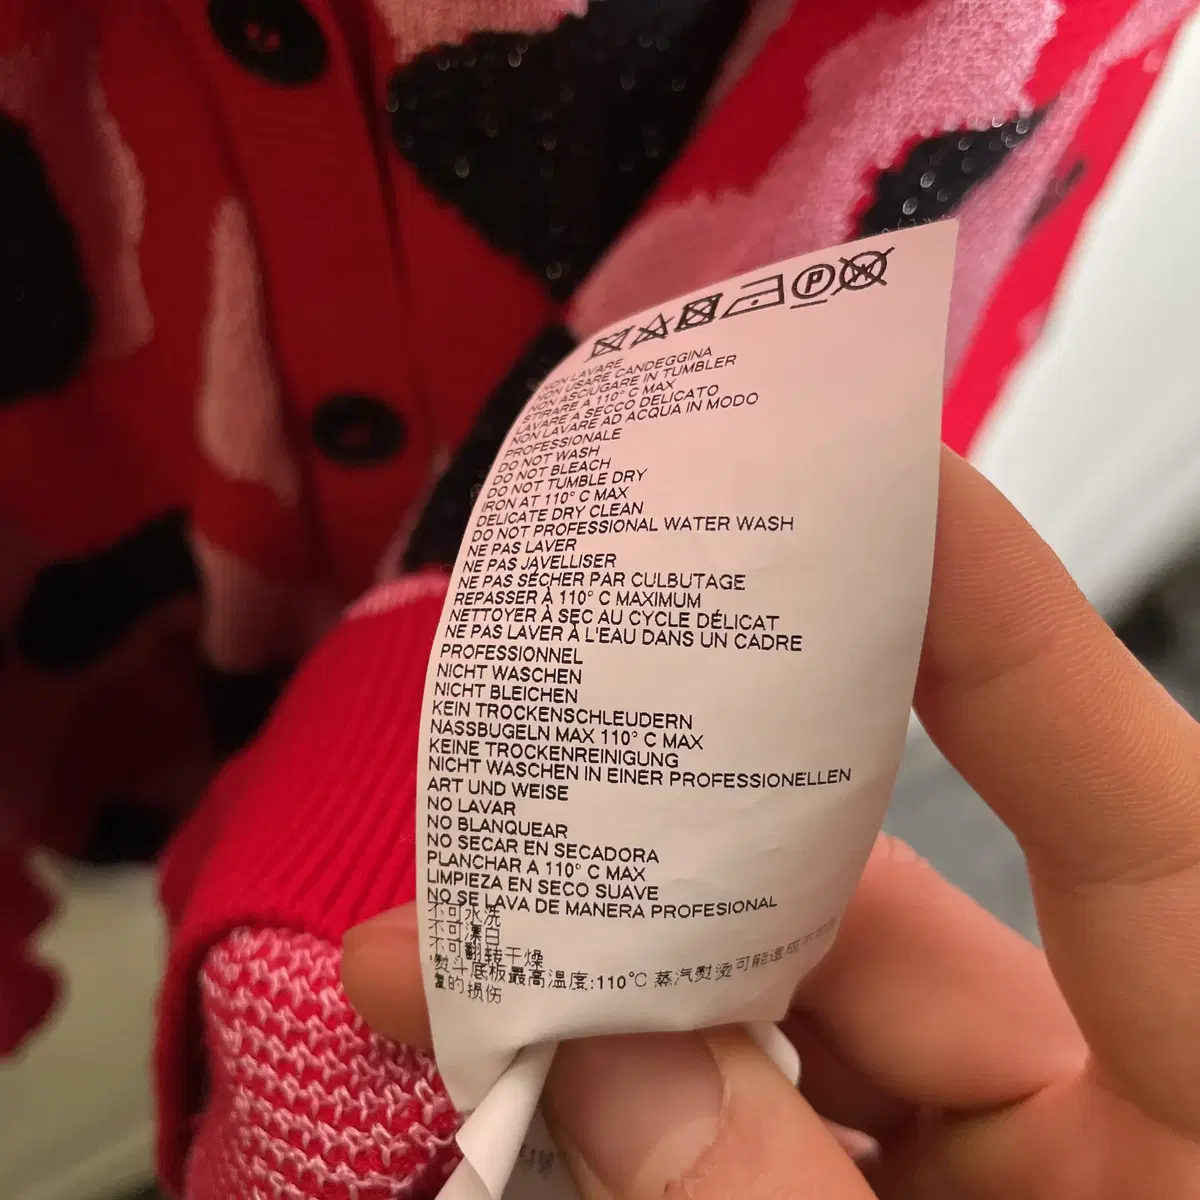 NON LAVARE
NON USARE CANDEGGINA
NON ASCIUGARE IN TUMBLER
STIRARE A 110° C MAX
LAVARE A SECCO DELICATO
NON LAVARE AD ACQUA IN MODO
PROFESSIONALE
DO NOT WASH
DO NOT BLEACH
DO NOT TUMBLE DRY
IRON AT 110° C MAX
DELICATE DRY CLEAN
DO NOT PROFESSIONAL WATER WASH
NE PAS LAVER
NE PAS JAVELLISER
NE PAS SÉCHER PAR CULBUTAGE
REPASSER À 110° C MAXIMUM
NETTOYER À SEC AU CYCLE DÉLICAT
NE PAS LAVER À L'EAU DANS UN CADRE
PROFESSIONNEL
NICHT WASCHEN
NICHT BLEICHEN
KEIN TROCKENSCHLEUDERN
NASSBUGELN MAX 110° C MAX
KEINE TROCKENREINIGUNG
NICHT WASCHEN IN EINER PROFESSIONELLEN
ART UND WEISE
NO LAVAR
NO BLANQUEAR
NO SECAR EN SECADORA
PLANCHAR A 110° C MAX
LIMPIEZA EN SECO SUAVE
NO SE LAVA DE MANERA PROFESIONAL
不可水洗
不可漂白
不可翻转干燥
熨斗底板最高温度:110°C 蒸汽熨烫可能造成不可恢
复的损伤